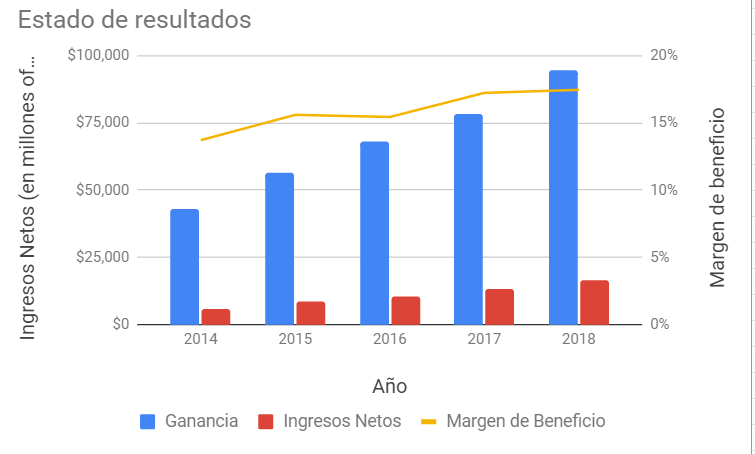 Estado de resultados
Ingresos Netos (en millones of…
$100,000
$75,000
$50,000
$25,000
$0
20%
15%
10%
5%
0%
Margen de beneficio
2014 2015 2016 2017 2018
Año
Ganancia Ingresos Netos Margen de Beneficio